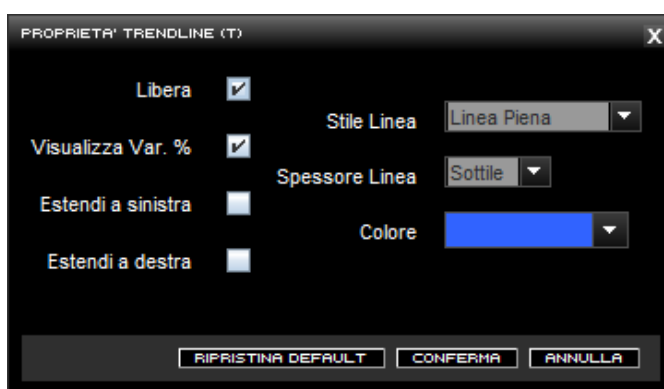 PROPRIETA' TRENDLINE (T)
X
Libera
Visualizza Var. %
Estendi a sinistra
Estendi a destra
Stile Linea
Linea Piena
Spessore Linea
Sottile
Colore
RIPRISTINA DEFAULT
CONFERMA
ANNULLA